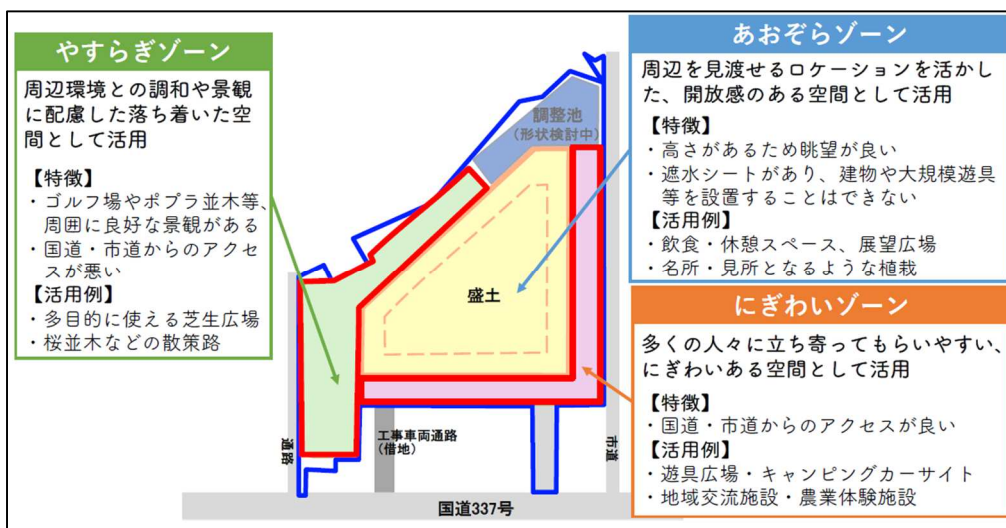 やすらぎゾーン
周辺環境との調和や景観
に配慮した落ち着いた空
間として活用
【特徴】
・ゴルフ場やポプラ並木等、
周囲に良好な景観がある
・国道・市道からのアクセ
スが悪い
【活用例】
・多目的に使える芝生広場
・桜並木などの散策路
あおぞらゾーン
周辺を見渡せるロケーションを活かし
た、開放感のある空間として活用
【特徴】
・高さがあるため眺望が良い
・遮水シートがあり、建物や大規模遊具
等を設置することはできない
【活用例】
・飲食・休憩スペース、展望広場
・名所・見所となるような植栽
にぎわいゾーン
多くの人々に立ち寄ってもらいやすい、
にぎわいある空間として活用
【特徴】
・国道・市道からのアクセスが良い
【活用例】
・遊具広場・キャンピングカーサイト
・地域交流施設・農業体験施設
調整池
(形状検討中)
盛土
通路
工事車両通路
(借地)
市道
国道337号